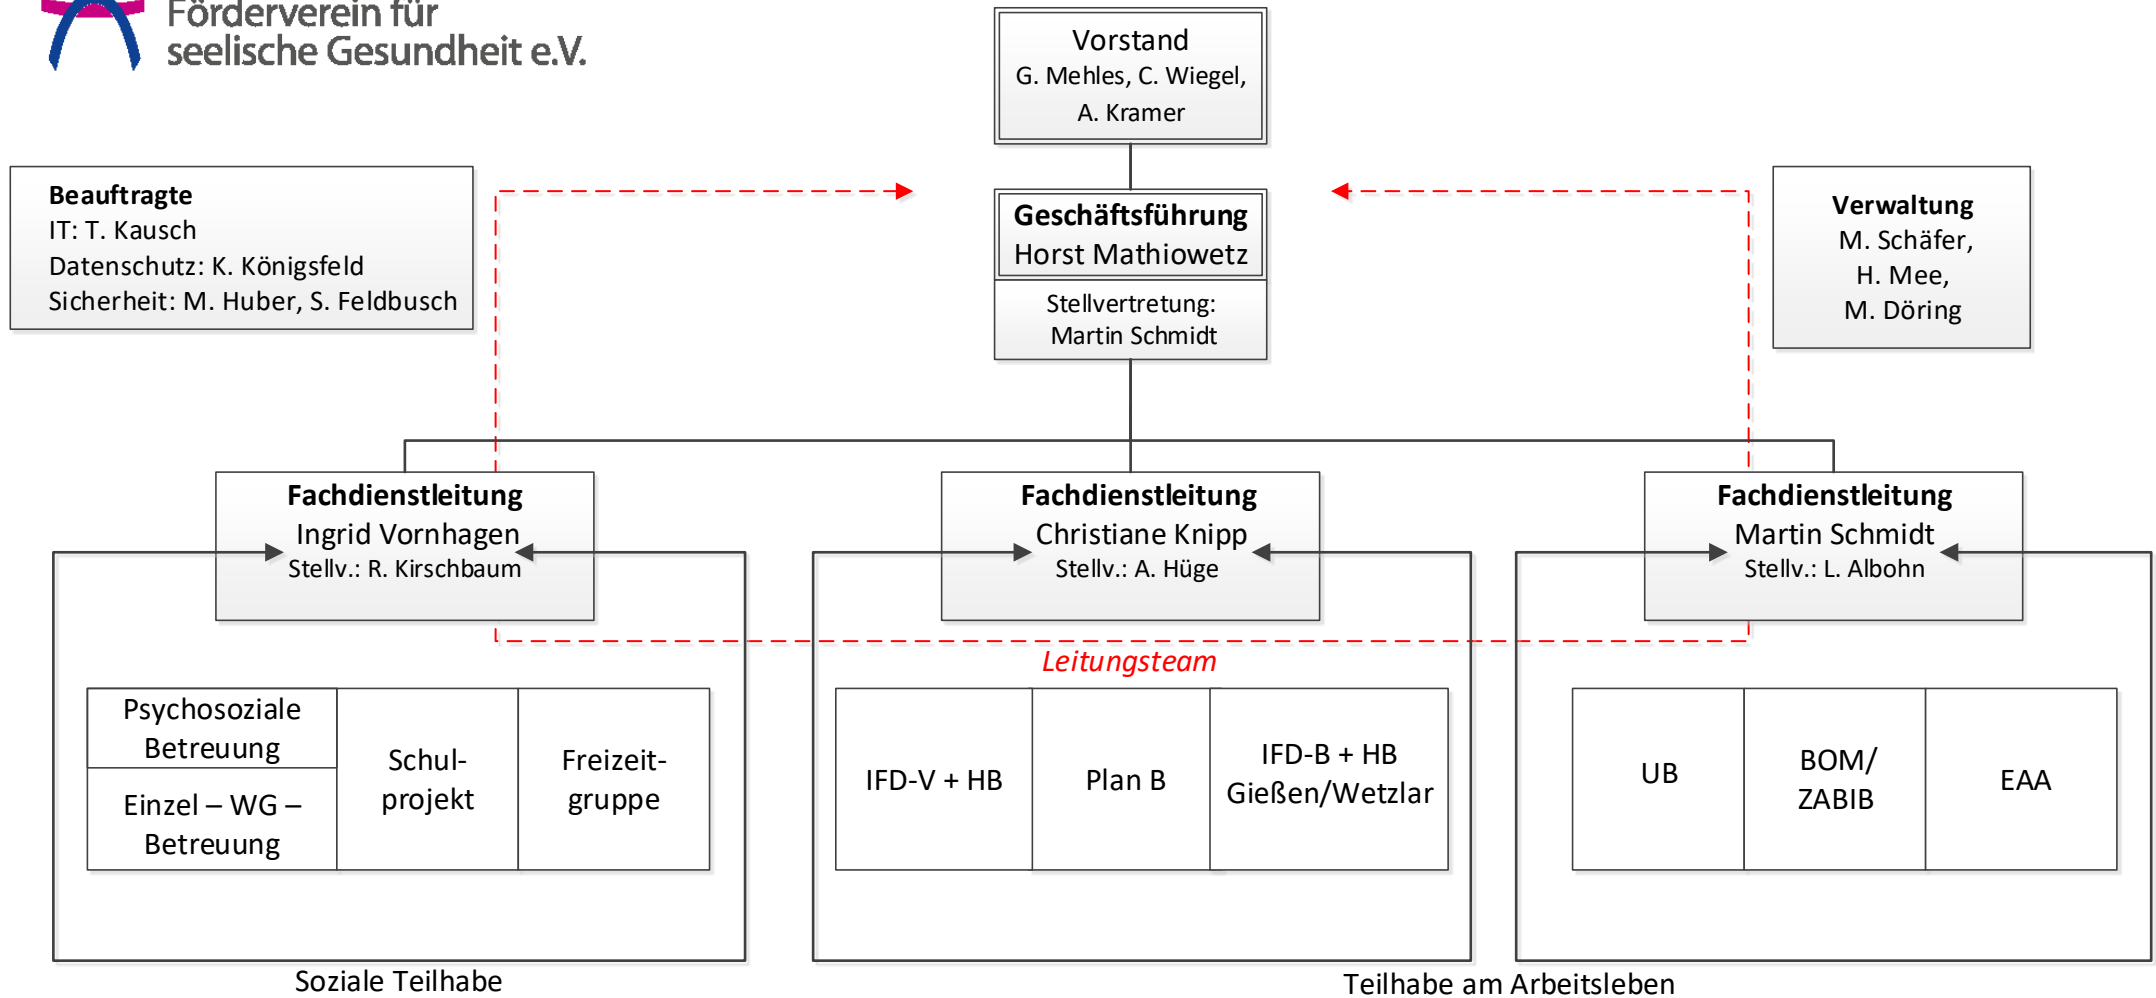 Förderverein für
seelische Gesundheit e.V.
Vorstand
G. Mehles, C. Wiegel,
A. Kramer
Beauftragte
IT: T. Kausch
Datenschutz: K. Königsfeld
Sicherheit: M. Huber, S. Feldbusch
Geschäftsführung
Horst Mathiowetz
Stellvertretung:
Martin Schmidt
Verwaltung
M. Schäfer,
H. Mee,
M. Döring
Fachdienstleitung
Ingrid Vornhagen
Stellv.: R. Kirschbaum
Fachdienstleitung
Christiane Knipp
Stellv.: A. Hüge
Fachdienstleitung
Martin Schmidt
Stellv.: L. Albohn
Leitungsteam
Psychosoziale
Betreuung
Einzel – WG –
Betreuung
Schul-
projekt
Freizeit-
gruppe
IFD-V + HB
Plan B
IFD-B + HB
Gießen/Wetzlar
UB
BOM/
ZABIB
EAA
Soziale Teilhabe
Teilhabe am Arbeitsleben